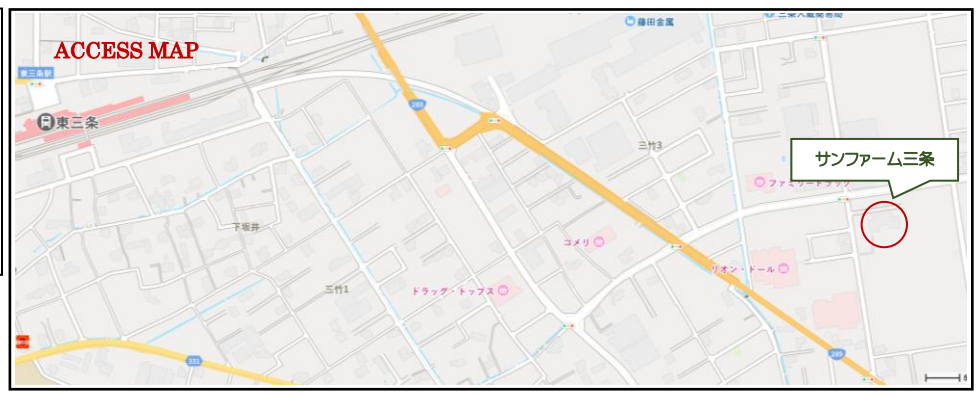 ACCESS MAP
藤田金属
東三条駅
289
東三条
三竹3
サンファーム三条
ファミリードラッグ
下坂井
コメリ
リオン・ドール
三竹1
ドラッグ・トップス
289
331